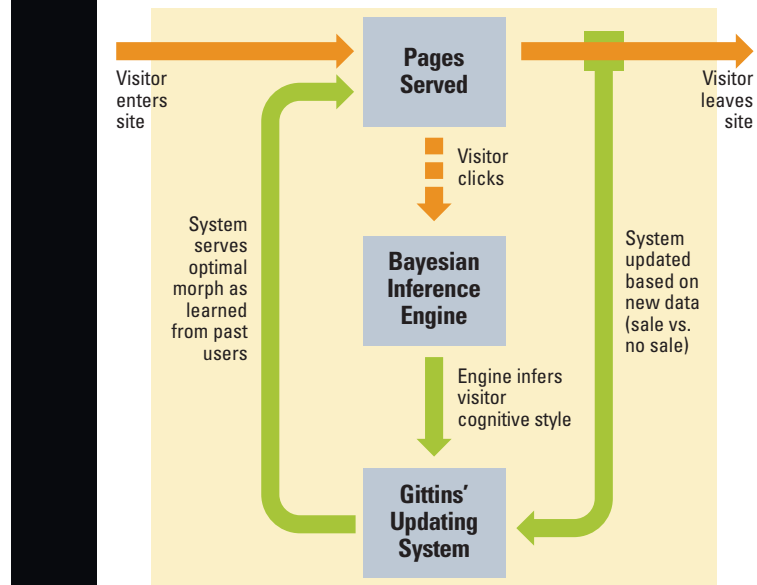 Pages
Served
Visitor
enters
site
Visitor
leaves
site
Visitor
clicks
System
serves
optimal
morph as
learned
from past
users
Bayesian
Inference
Engine
System
updated
based on
new data
(sale vs.
no sale)
Engine infers
visitor
cognitive style
Gittins’
Updating
System